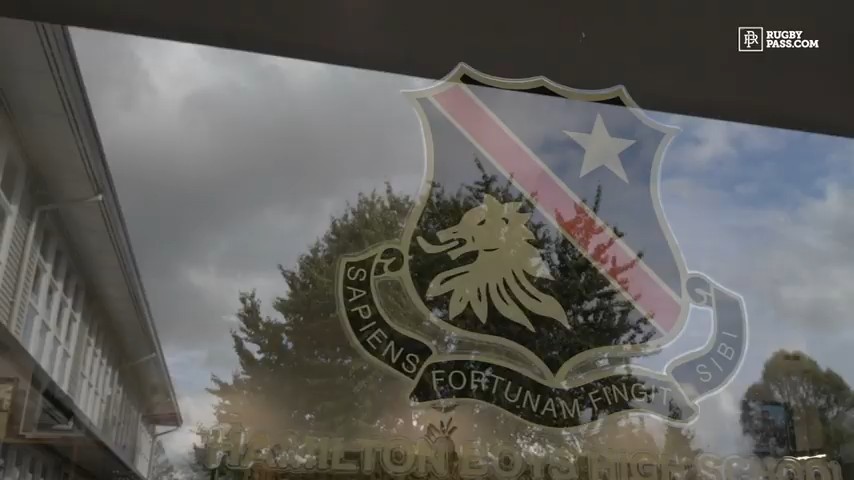 RUGBY
PASS.COM
SAPIENS FORTUNAM FINGIT SIBI
HAMILTON BOYS HIGH SCHOOL